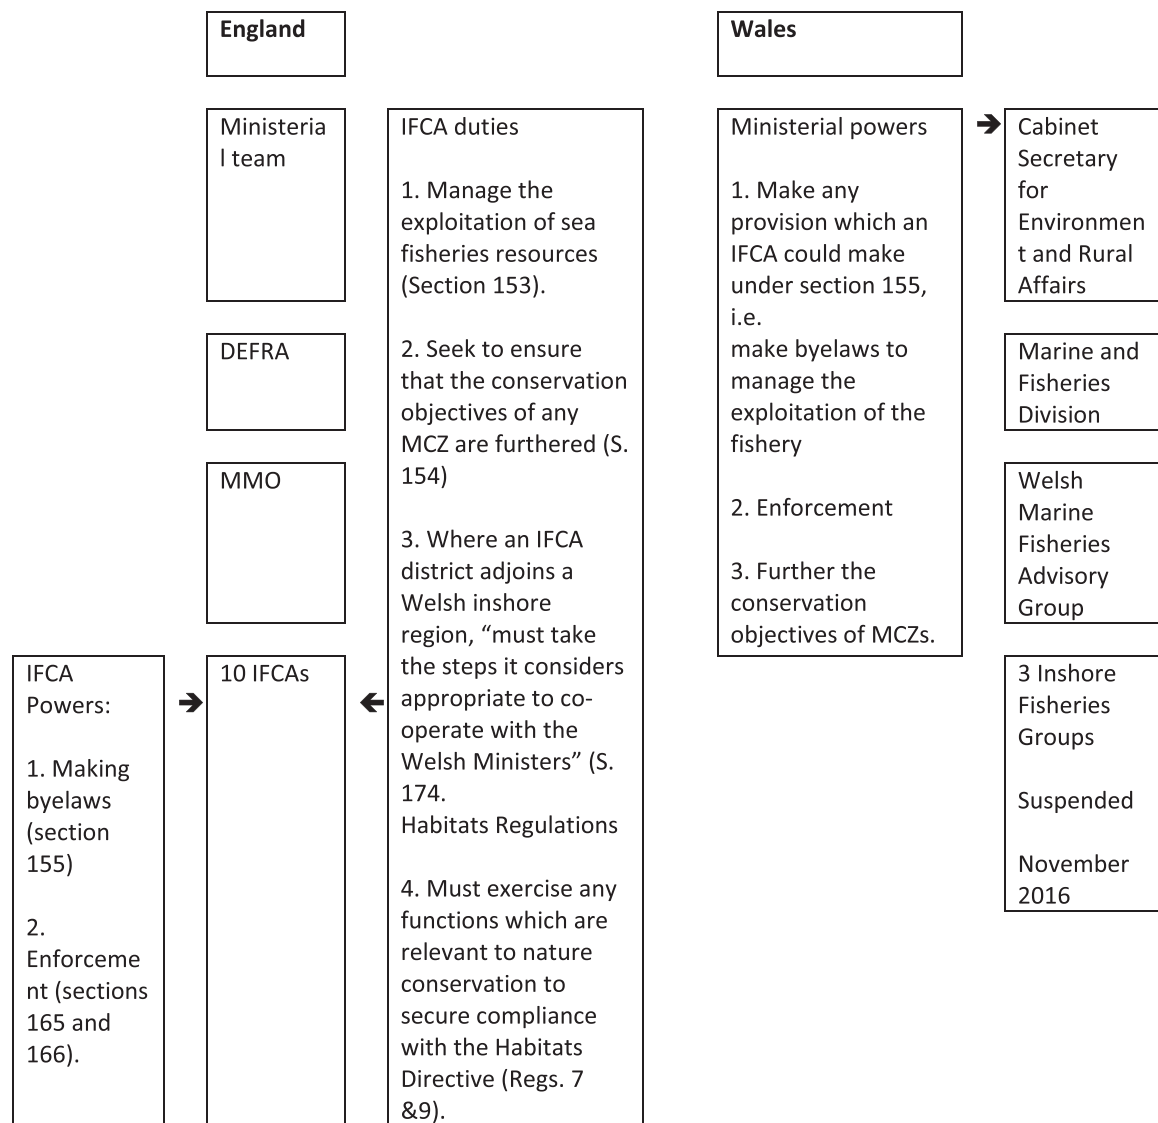 England
Wales
Ministeria
l team
DEFRA
MMO
IFCA
Powers:
1. Making
byelaws
(section
155)
2.
Enforceme
nt (sections
165 and
166).
➔
10 IFCAs
➔
IFCA duties
1. Manage the
exploitation of sea
fisheries resources
(Section 153).
2. Seek to ensure
that the conservation
objectives of any
MCZ are furthered (S.
154)
3. Where an IFCA
district adjoins a
Welsh inshore
region, “must take
the steps it considers
appropriate to co-
operate with the
Welsh Ministers” (S.
174.
Habitats Regulations
4. Must exercise any
functions which are
relevant to nature
conservation to
secure compliance
with the Habitats
Directive (Regs. 7
&9).
Ministerial powers
1. Make any
provision which an
IFCA could make
under section 155,
i.e.
make byelaws to
manage the
exploitation of the
fishery
2. Enforcement
3. Further the
conservation
objectives of MCZs.
➔
Cabinet
Secretary
for
Environmen
t and Rural
Affairs
Marine and
Fisheries
Division
Welsh
Marine
Fisheries
Advisory
Group
3 Inshore
Fisheries
Groups
Suspended
November
2016